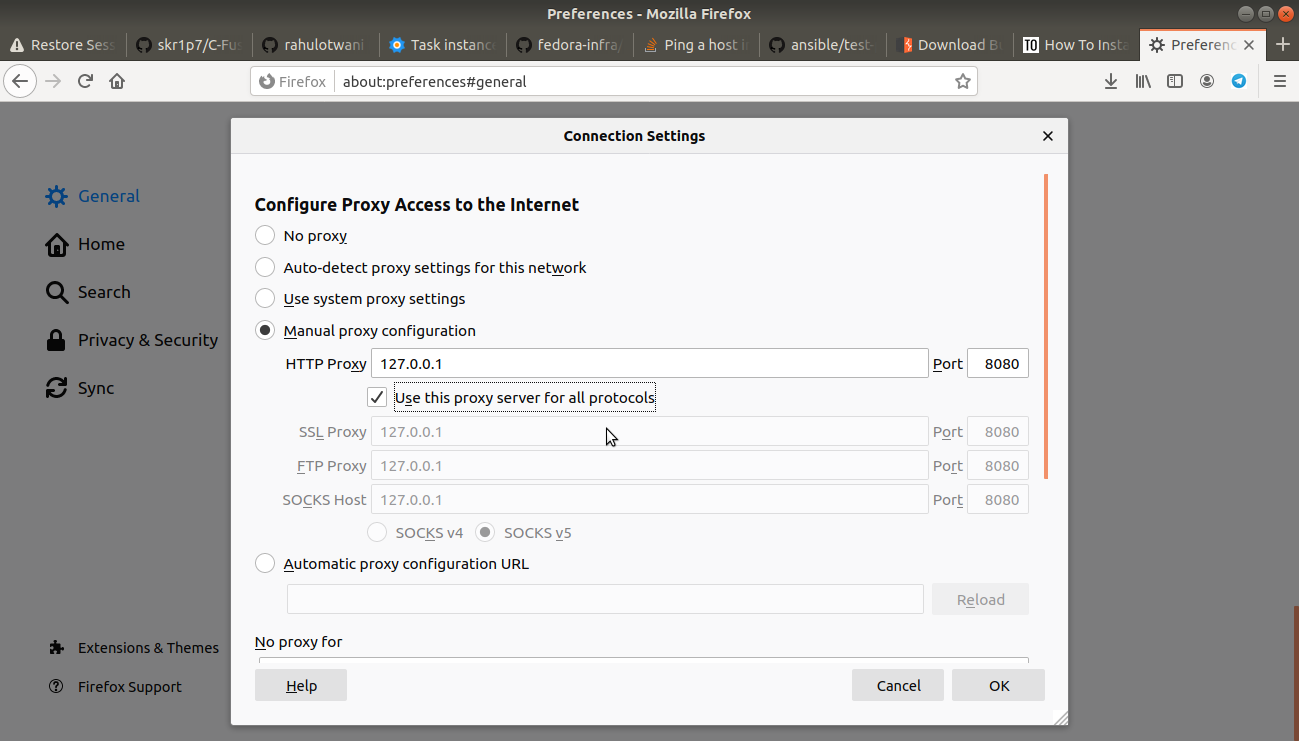 Preferences - Mozilla Firefox
Restore Sess skr1p7/C-Fus rahulotwani Task instance fedora-infra/ Ping a host i ansible/test- Download B How To Insta Preferenc
Firefox about:preferences#general
Connection Settings
General
Home
Search
Privacy & Security
Sync
Extensions & Themes
Firefox Support
Configure Proxy Access to the Internet
No proxy
Auto-detect proxy settings for this network
Use system proxy settings
Manual proxy configuration
HTTP Proxy 127.0.0.1 Port 8080
Use this proxy server for all protocols
SSL Proxy 127.0.0.1 Port 8080
FTP Proxy 127.0.0.1 Port 8080
SOCKS Host 127.0.0.1 Port 8080
SOCKS v4 SOCKS v5
Automatic proxy configuration URL
Reload
No proxy for
Help Cancel OK